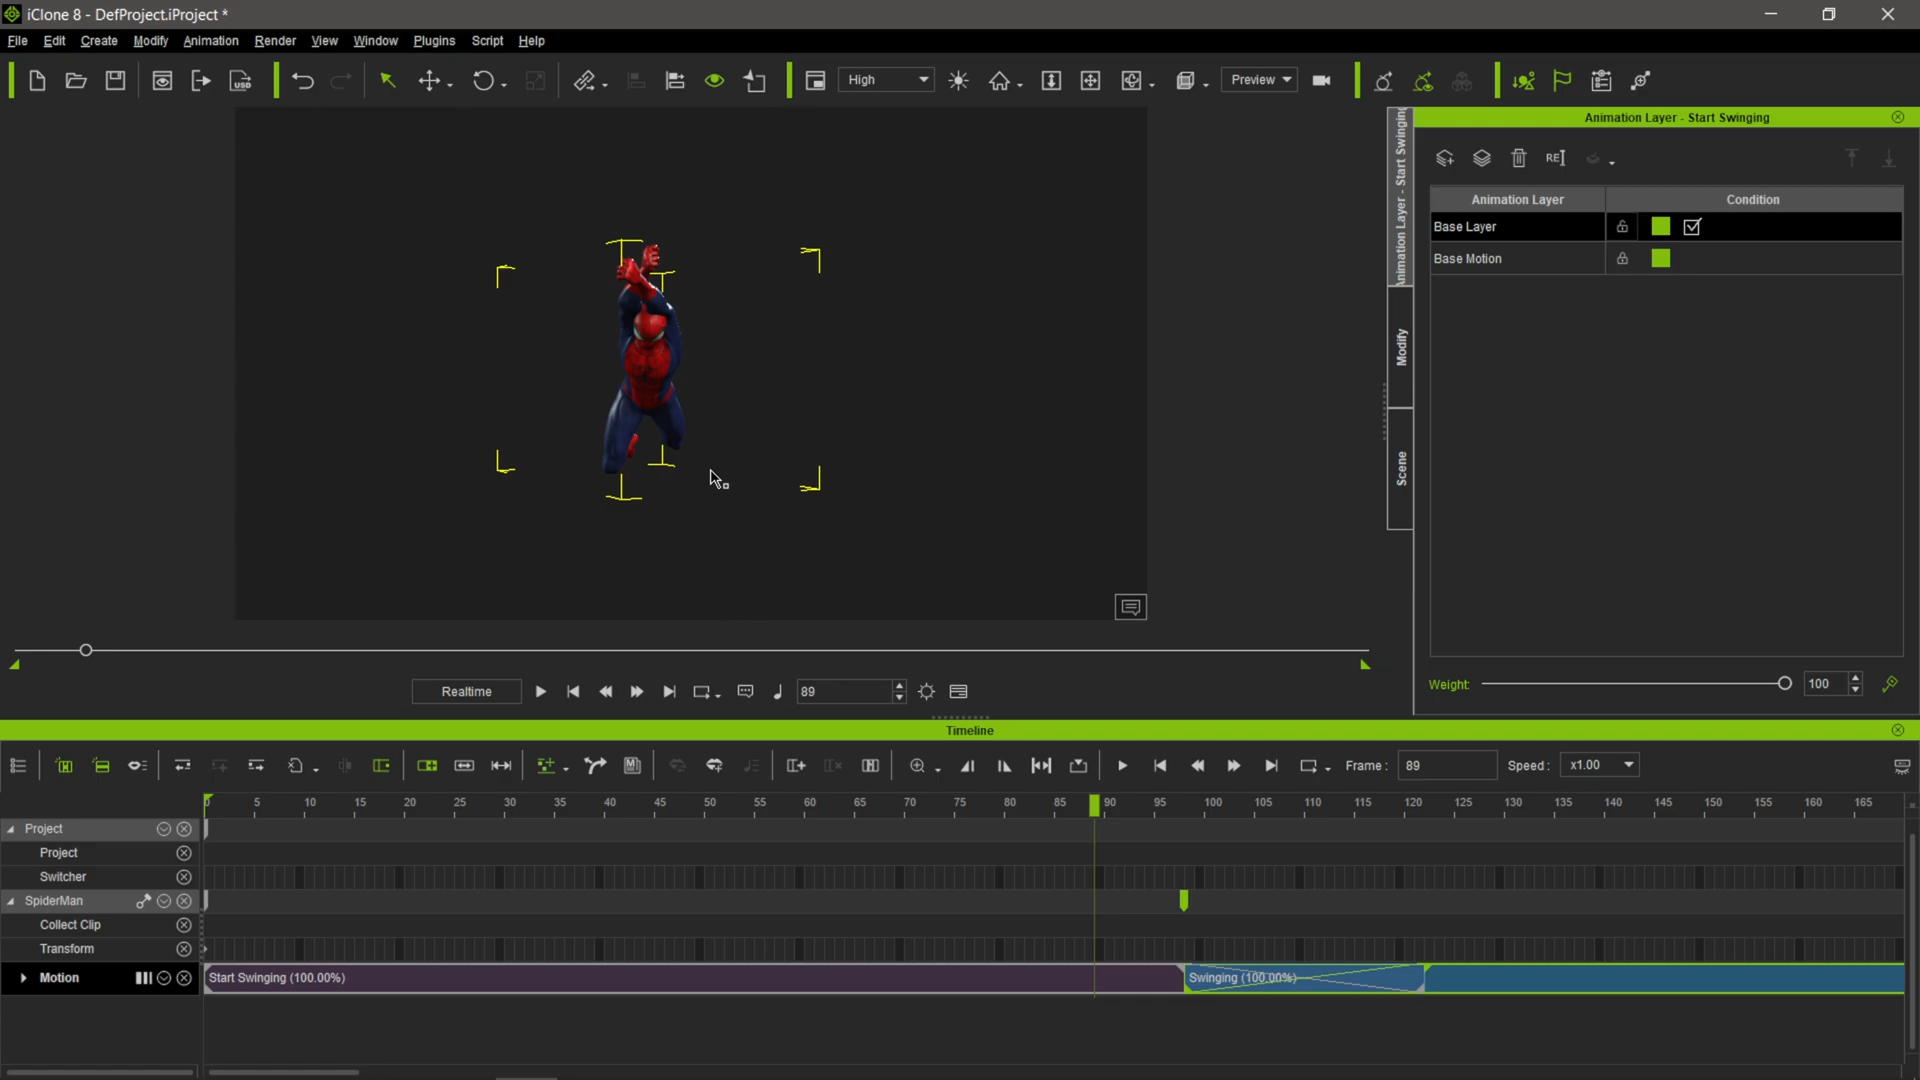 iClone 8 - DefProject.iProject *
File Edit Create Modify Animation Render View Window Plugins Script Help
USD High Preview
Animation Layer - Start Swinging
Animation Layer - Start Swinging
Modify
Scene
RE
Animation Layer Condition
Base Layer
Base Motion
Weight: 100
Realtime 89
Timeline
M Frame : 89 Speed : x1.00
0 5 10 15 20 25 30 35 40 45 50 55 60 65 70 75 80 85 90 95 100 105 110 115 120 125 130 135 140 145 150 155 160 165
Project
Project
Switcher
SpiderMan
Collect Clip
Transform
Motion Start Swinging (100.00%) Swinging (100.00%)